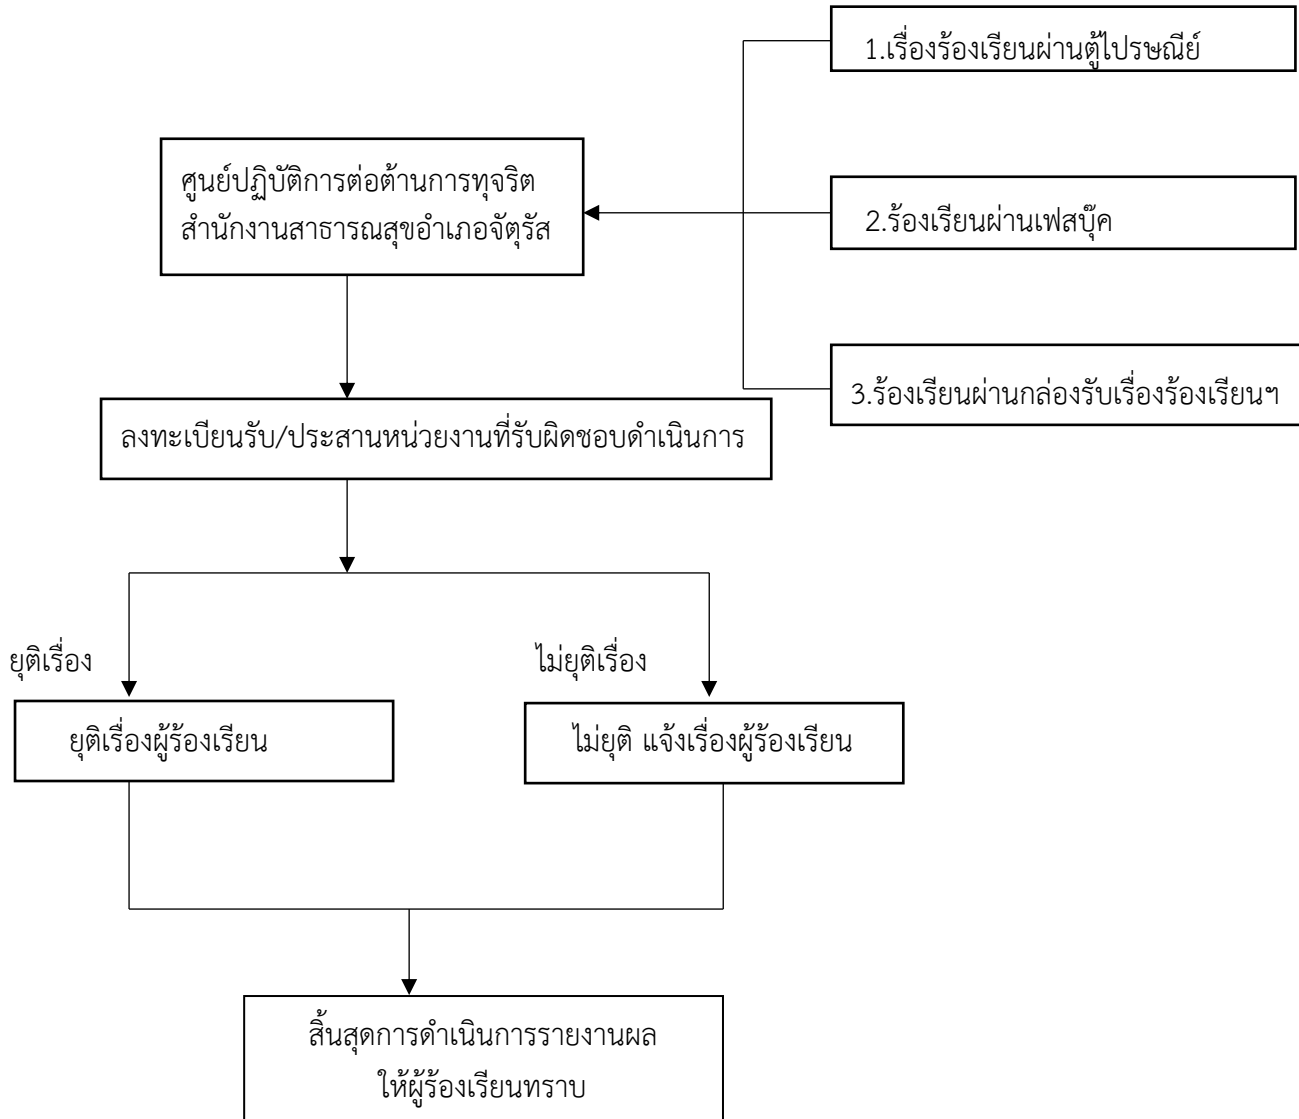 1.เรื่องร้องเรียนผ่านตู้ไปรษณีย์
ศูนย์ปฏิบัติการต่อต้านการทุจริต
สำนักงานสาธารณสุขอำเภอจัตุรัส
2.ร้องเรียนผ่านเฟสบุ๊ค
3.ร้องเรียนผ่านกล่องรับเรื่องร้องเรียนฯ
ลงทะเบียนรับ/ประสานหน่วยงานที่รับผิดชอบดำเนินการ
ยุติเรื่อง
ไม่ยุติเรื่อง
ยุติเรื่องผู้ร้องเรียน
ไม่ยุติ แจ้งเรื่องผู้ร้องเรียน
สิ้นสุดการดำเนินการรายงานผล
ให้ผู้ร้องเรียนทราบ